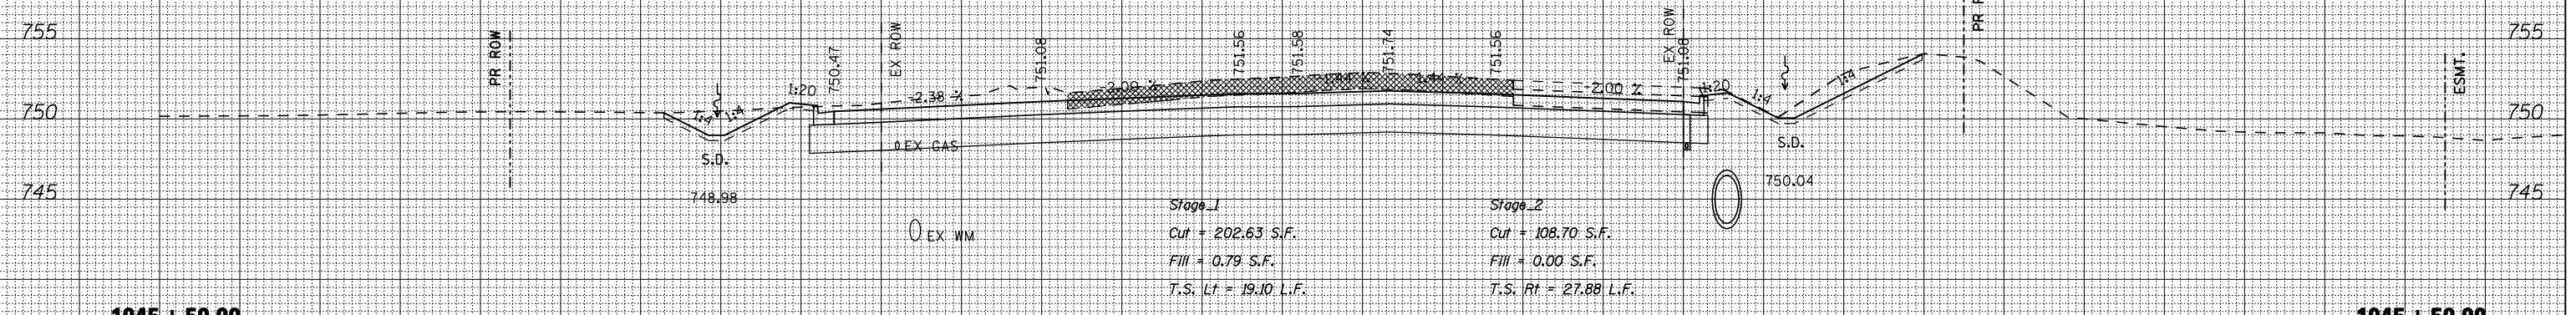 755
PR ROW
750.47
EX ROW
751.08
751.56
751.58
751.74
751.56
EX ROW
751.08
755
ESMT.
1:20
-2.38 %
-2.00 %
-2.00 %
1:20
1:4
1:4
750
1:4
1:4
750
S.D.
EX GAS
S.D.
745
748.98
750.04
745
EX WM
Stage_1
Cut = 202.63 S.F.
Fill = 0.79 S.F.
T.S. Lt = 19.10 L.F.
Stage_2
Cut = 108.70 S.F.
Fill = 0.00 S.F.
T.S. Rt = 27.88 L.F.